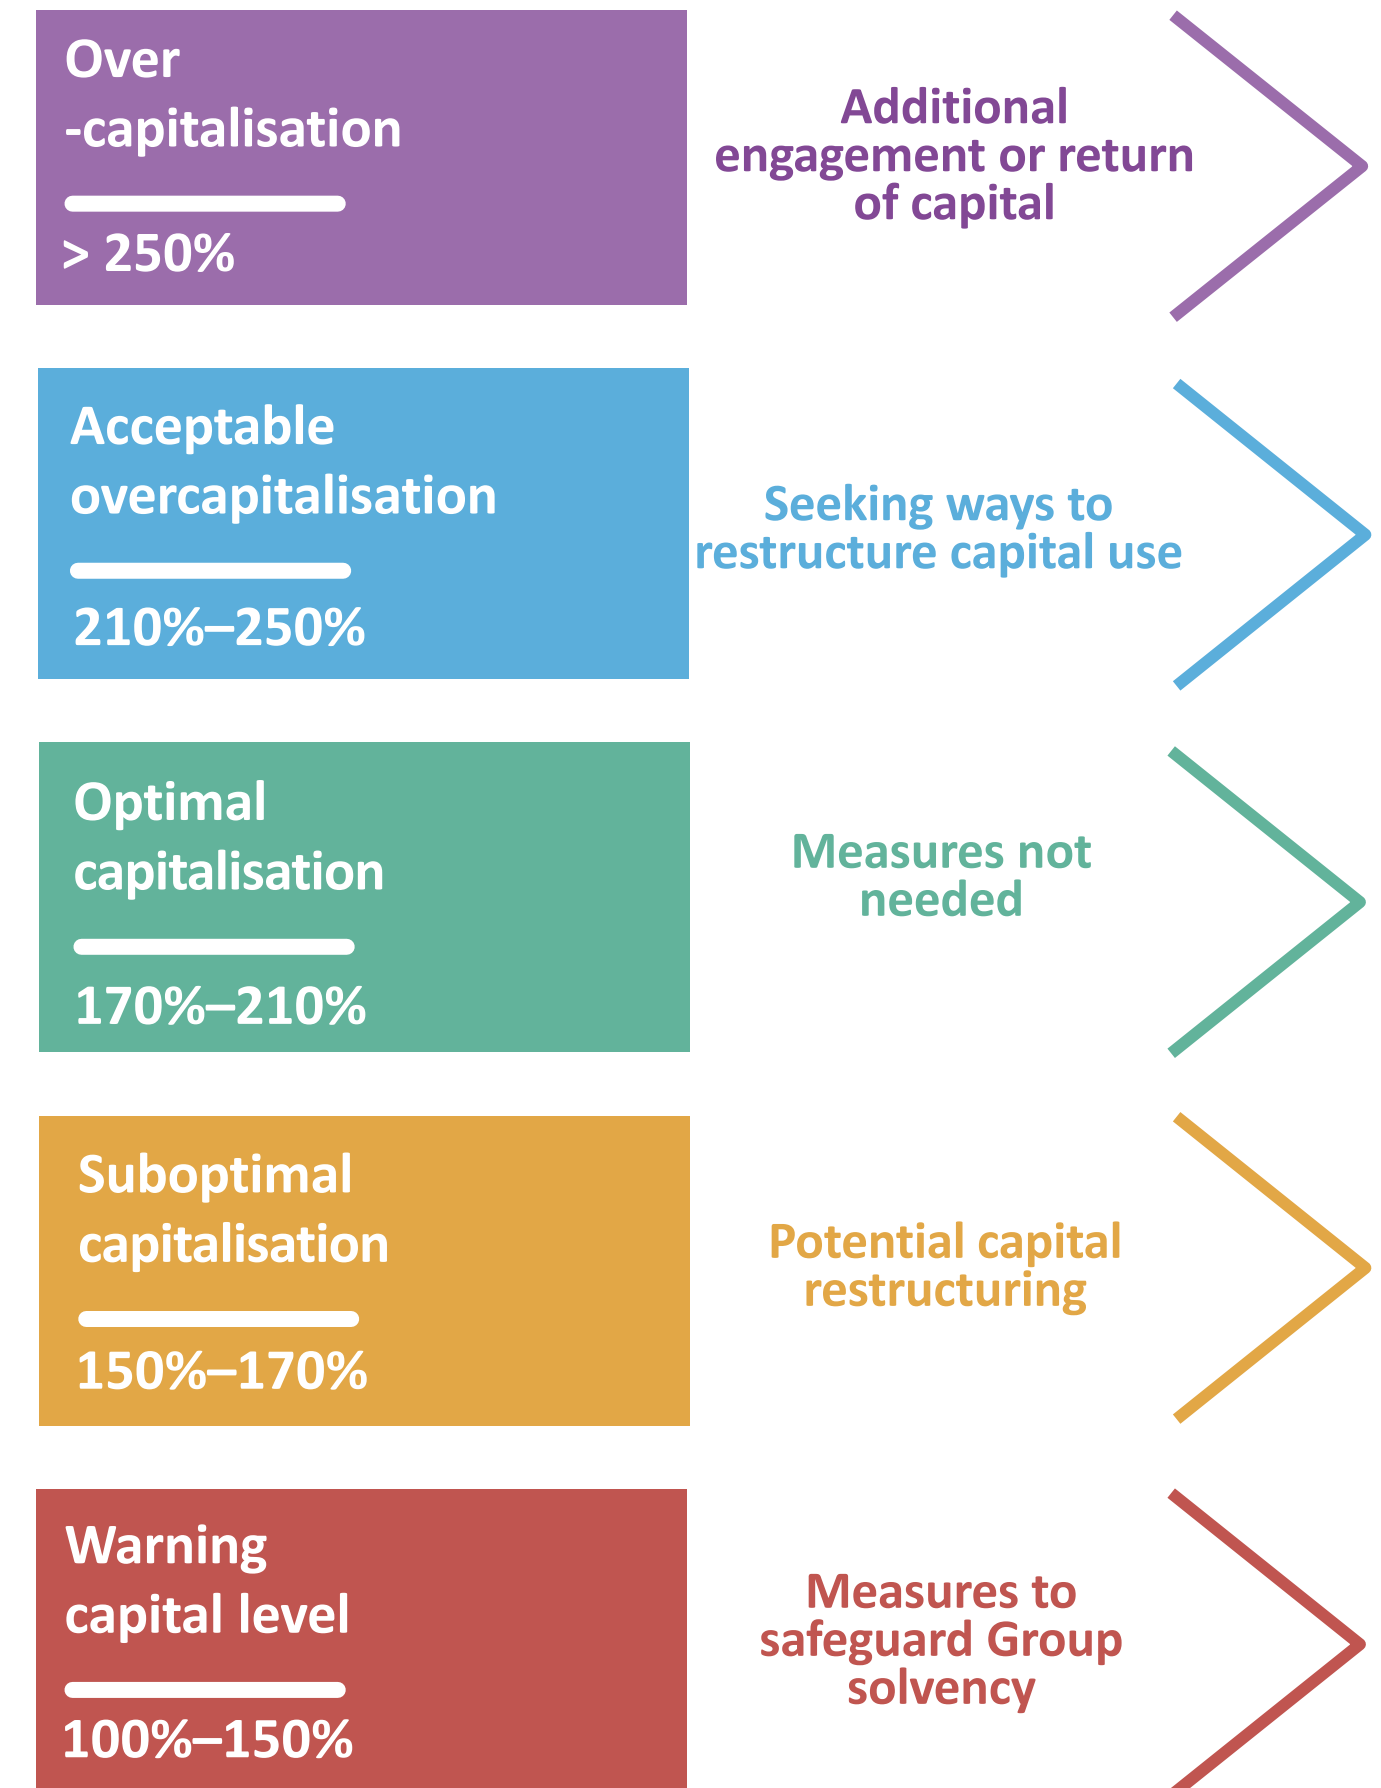 Over
-capitalisation
> 250%
Additional
engagement or return
of capital
Acceptable
overcapitalisation
210%–250%
Seeking ways to
restructure capital use
Optimal
capitalisation
170%–210%
Measures not
needed
Suboptimal
capitalisation
150%–170%
Potential capital
restructuring
Warning
capital level
100%–150%
Measures to
safeguard Group
solvency